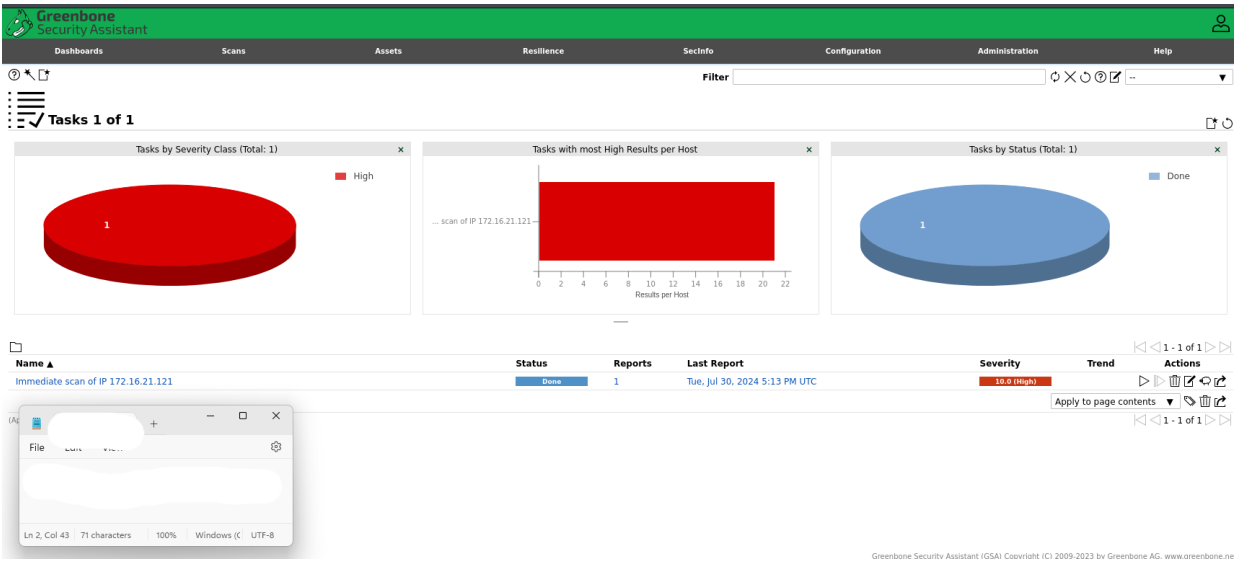 Greenbone
Security Assistant
Dashboards Scans Assets Resilience SecInfo Configuration Administration Help
Filter --
Tasks 1 of 1
Tasks by Severity Class (Total: 1) ×
High
1
Tasks with most High Results per Host ×
... scan of IP 172.16.21.121
0 2 4 6 8 10 12 14 16 18 20 22
Results per Host
Tasks by Status (Total: 1) ×
Done
1
1 - 1 of 1
Name ▲ Status Reports Last Report Severity Trend Actions
Immediate scan of IP 172.16.21.121 Done 1 Tue, Jul 30, 2024 5:13 PM UTC 10.0 (High)
Apply to page contents ▼
1 - 1 of 1
File
Ln 2, Col 43 71 characters 100% Windows (C UTF-8
Greenbone Security Assistant (GSA) Copyright (C) 2009-2023 by Greenbone AG, www.greenbone.ne